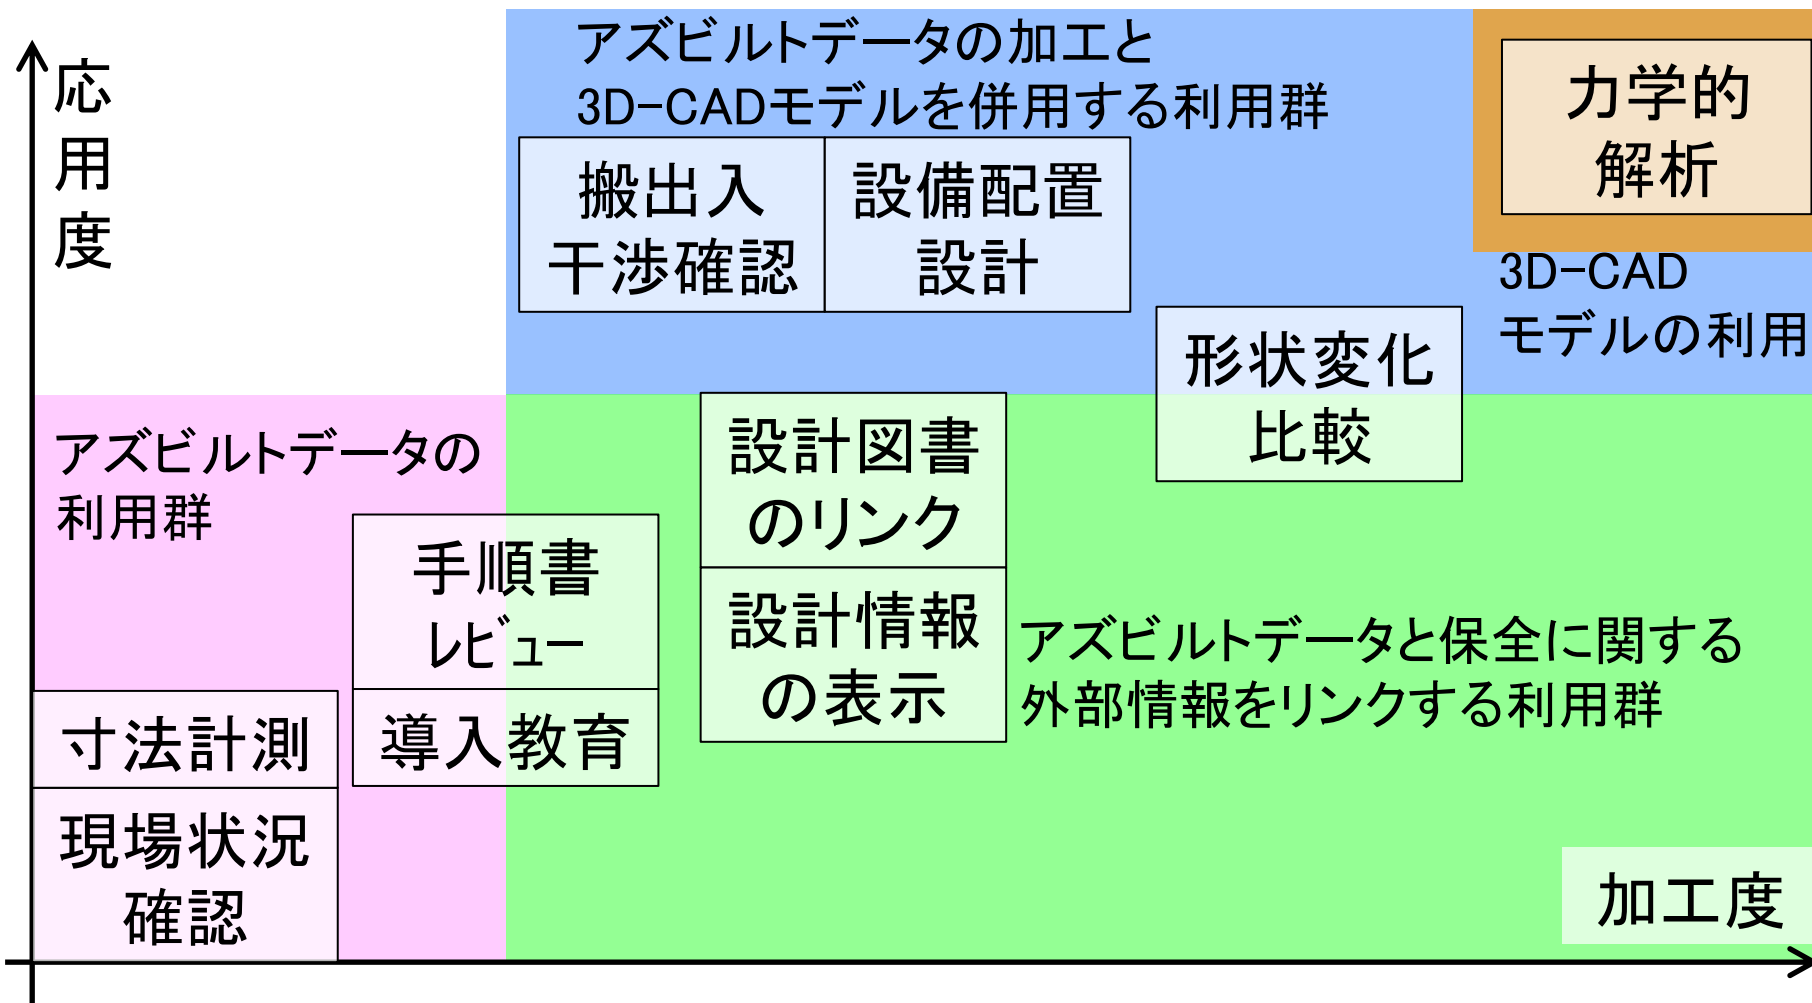 応用度
アズビルトデータの加工と
3D-CADモデルを併用する利用群
力学的
解析
搬出入
干渉確認
設備配置
設計
3D-CAD
モデルの利用
形状変化
比較
アズビルトデータの
利用群
設計図書
のリンク
手順書
レビュー
設計情報
の表示
アズビルトデータと保全に関する
外部情報をリンクする利用群
導入教育
寸法計測
現場状況
確認
加工度